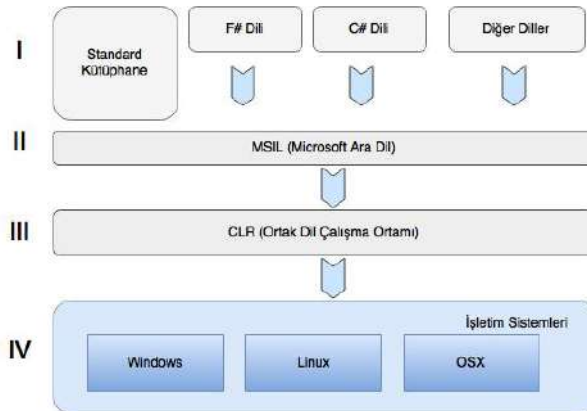 I
Standard
Kütüphane
F# Dili
C# Dili
Diğer Diller
II
MSIL (Microsoft Ara Dil)
III
CLR (Ortak Dil Çalışma Ortamı)
IV
İşletim Sistemleri
Windows
Linux
OSX